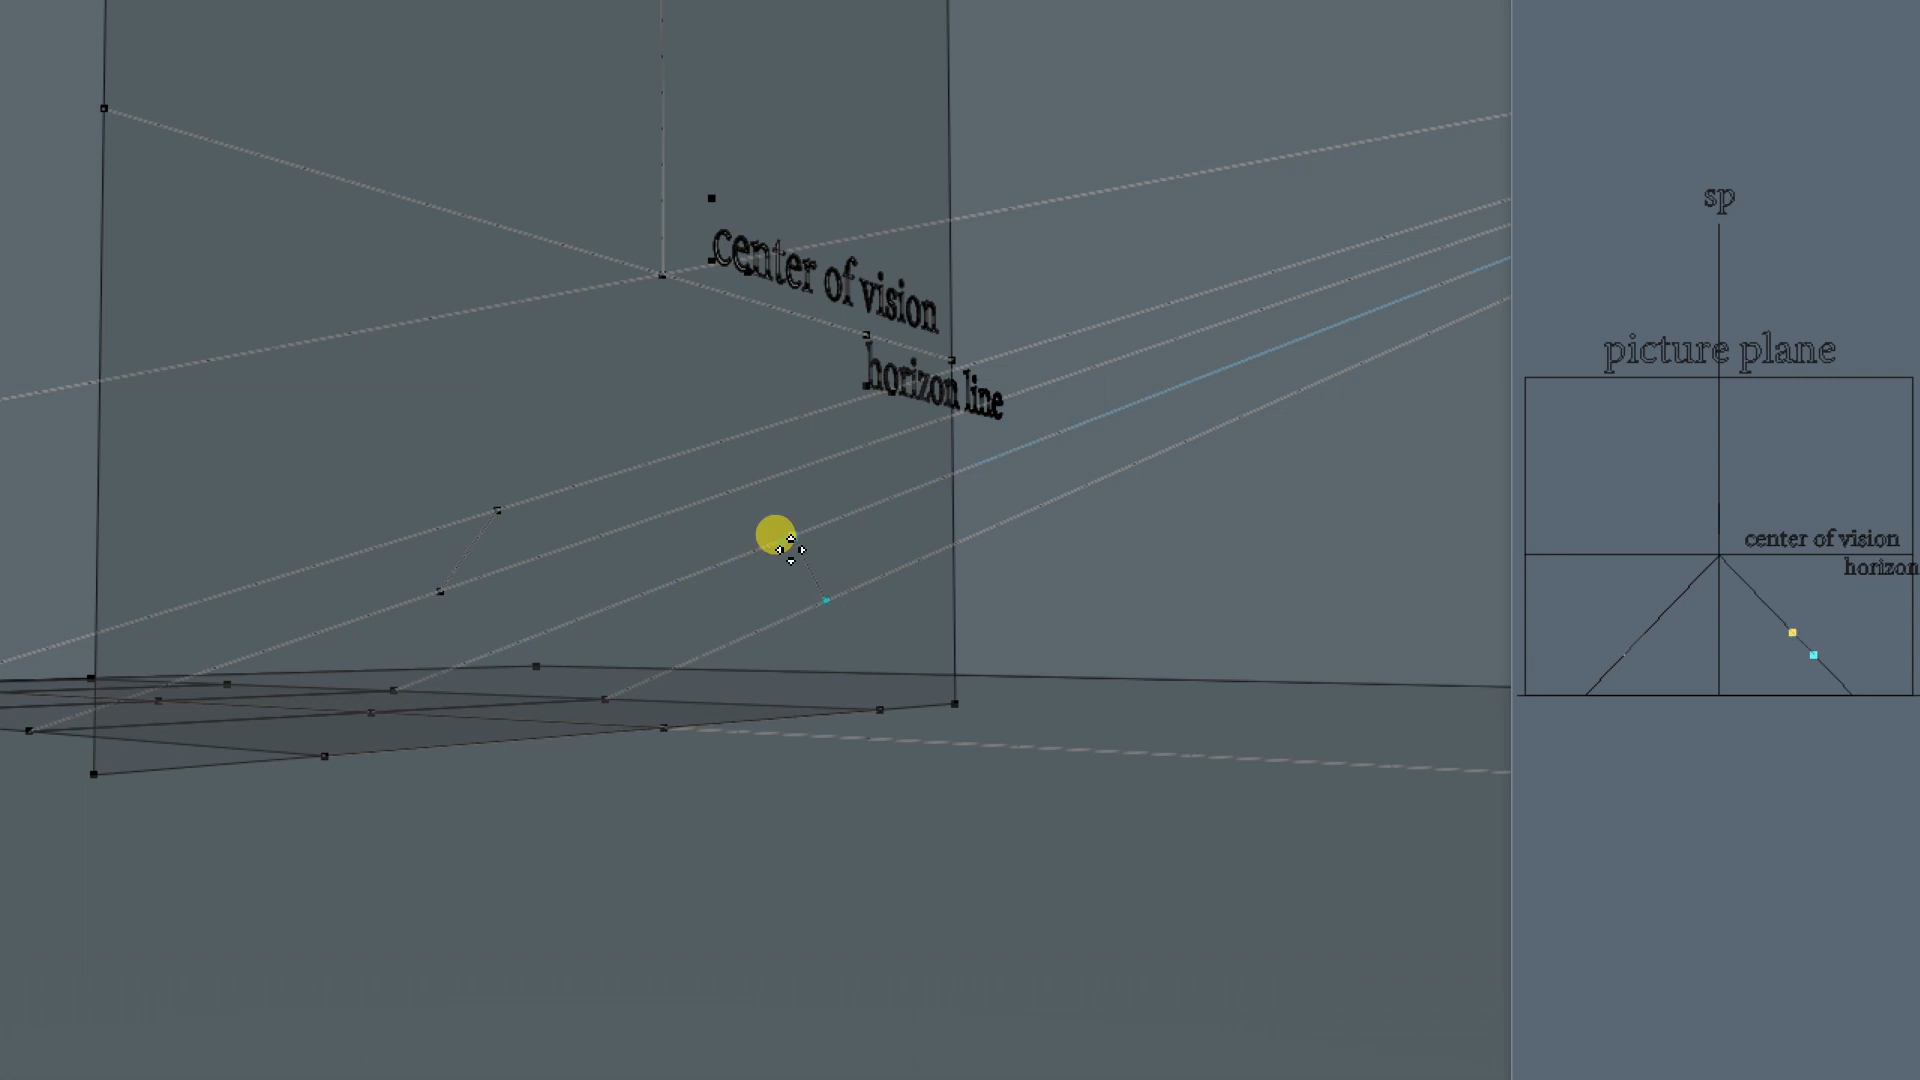 center of vision
horizon line
sp
picture plane
center of vision
horizon